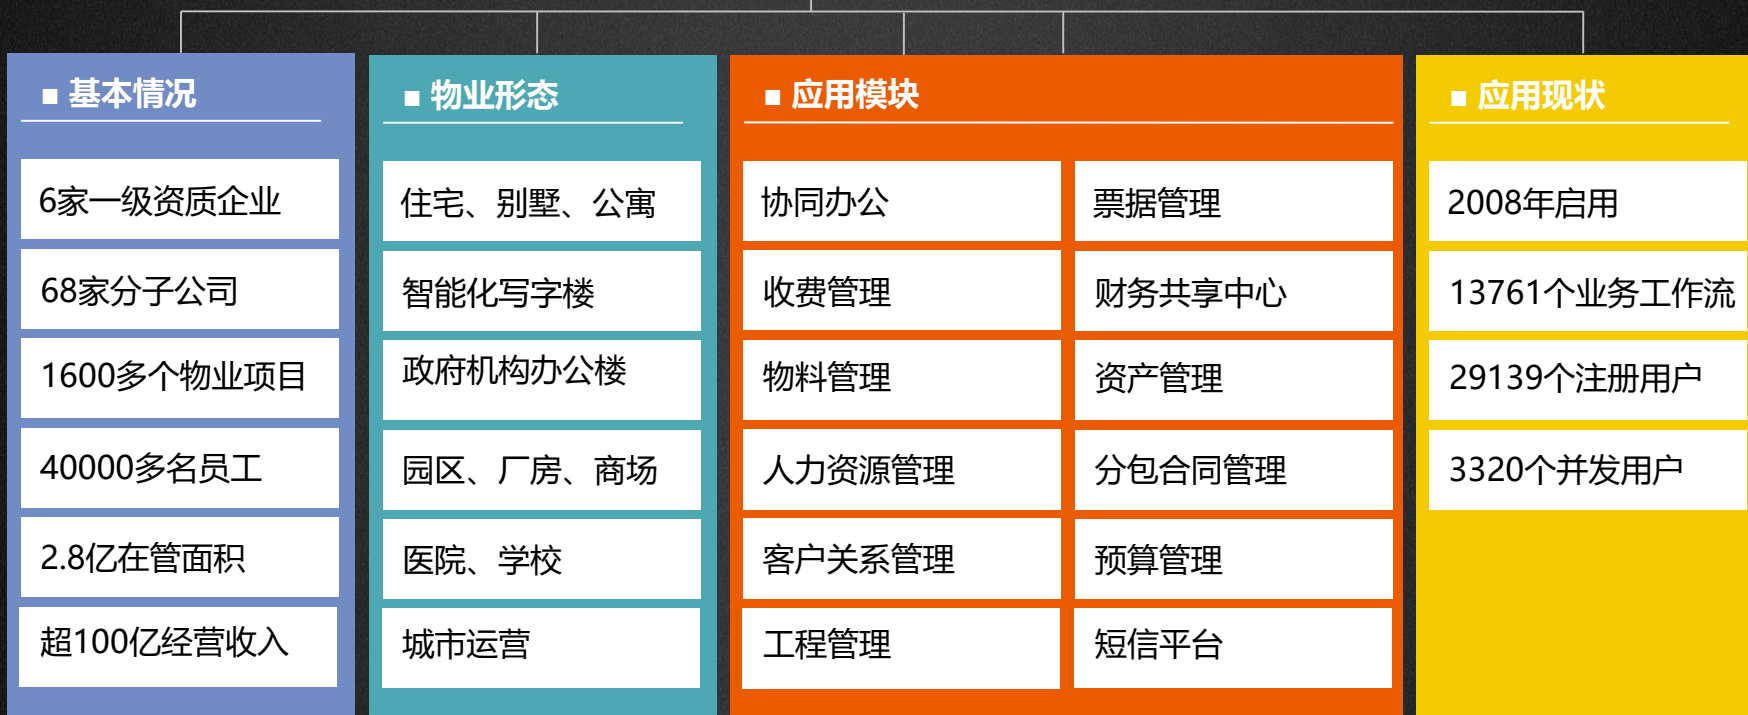 ■ 基本情况
6家一级资质企业
68家分子公司
1600多个物业项目
40000多名员工
2.8亿在管面积
超100亿经营收入
■ 物业形态
住宅、别墅、公寓
智能化写字楼
政府机构办公楼
园区、厂房、商场
医院、学校
城市运营
■ 应用模块
协同办公
收费管理
物料管理
人力资源管理
客户关系管理
工程管理
票据管理
财务共享中心
资产管理
分包合同管理
预算管理
短信平台
■ 应用现状
2008年启用
13761个业务工作流
29139个注册用户
3320个并发用户